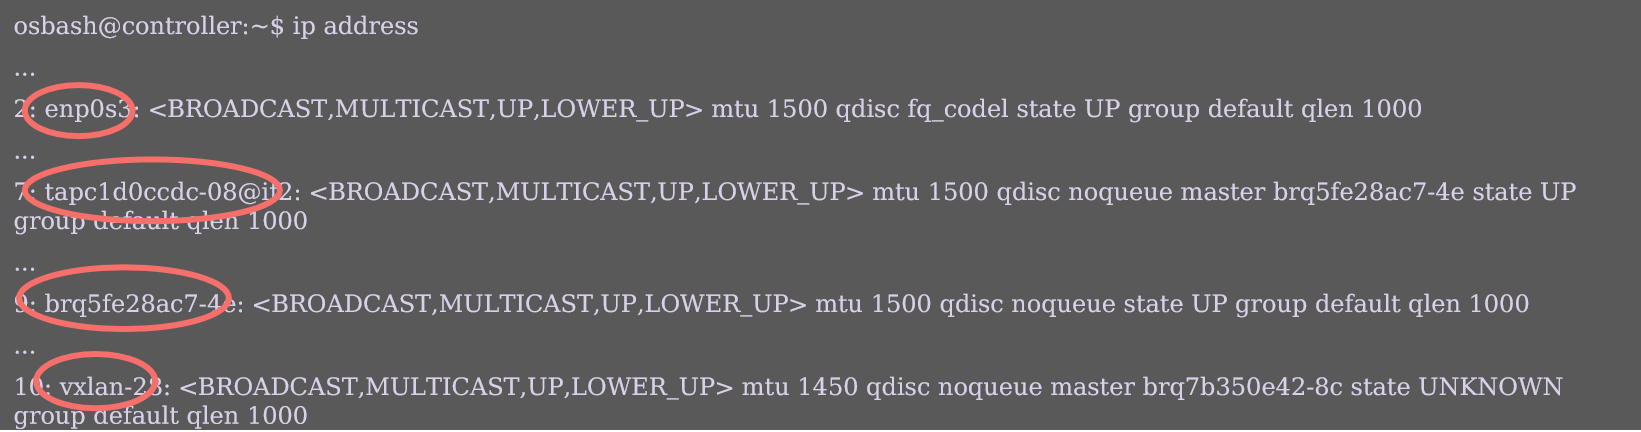 osbash@controller:~$ ip address
...
2: enp0s3: <BROADCAST,MULTICAST,UP,LOWER_UP> mtu 1500 qdisc fq_codel state UP group default qlen 1000
...
7: tapc1d0ccdc-08@if2: <BROADCAST,MULTICAST,UP,LOWER_UP> mtu 1500 qdisc noqueue master brq5fe28ac7-4e state UP
group default qlen 1000
...
9: brq5fe28ac7-4e: <BROADCAST,MULTICAST,UP,LOWER_UP> mtu 1500 qdisc noqueue state UP group default qlen 1000
...
10: vxlan-28: <BROADCAST,MULTICAST,UP,LOWER_UP> mtu 1450 qdisc noqueue master brq7b350e42-8c state UNKNOWN
group default qlen 1000